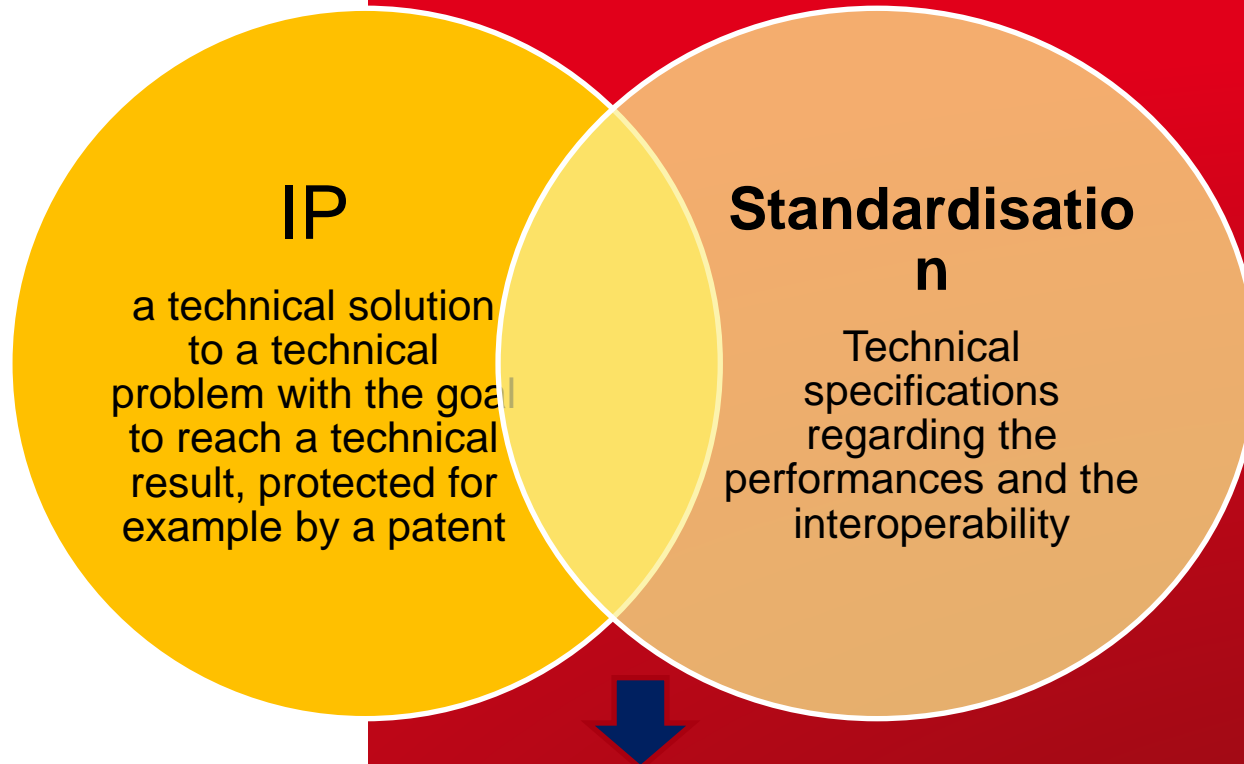 IP
a technical solution
to a technical
problem with the goal
to reach a technical
result, protected for
example by a patent
Standardisatio
n
Technical
specifications
regarding the
performances and the
interoperability